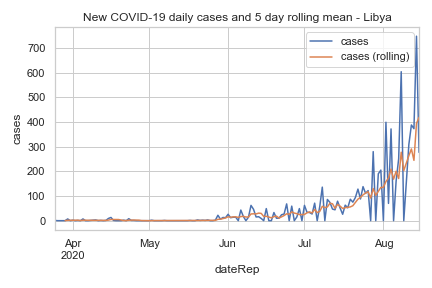 New COVID-19 daily cases and 5 day rolling mean - Libya
cases
cases (rolling)
700
600
500
400
300
200
100
0
cases
Apr
2020
May
Jun
Jul
Aug
dateRep